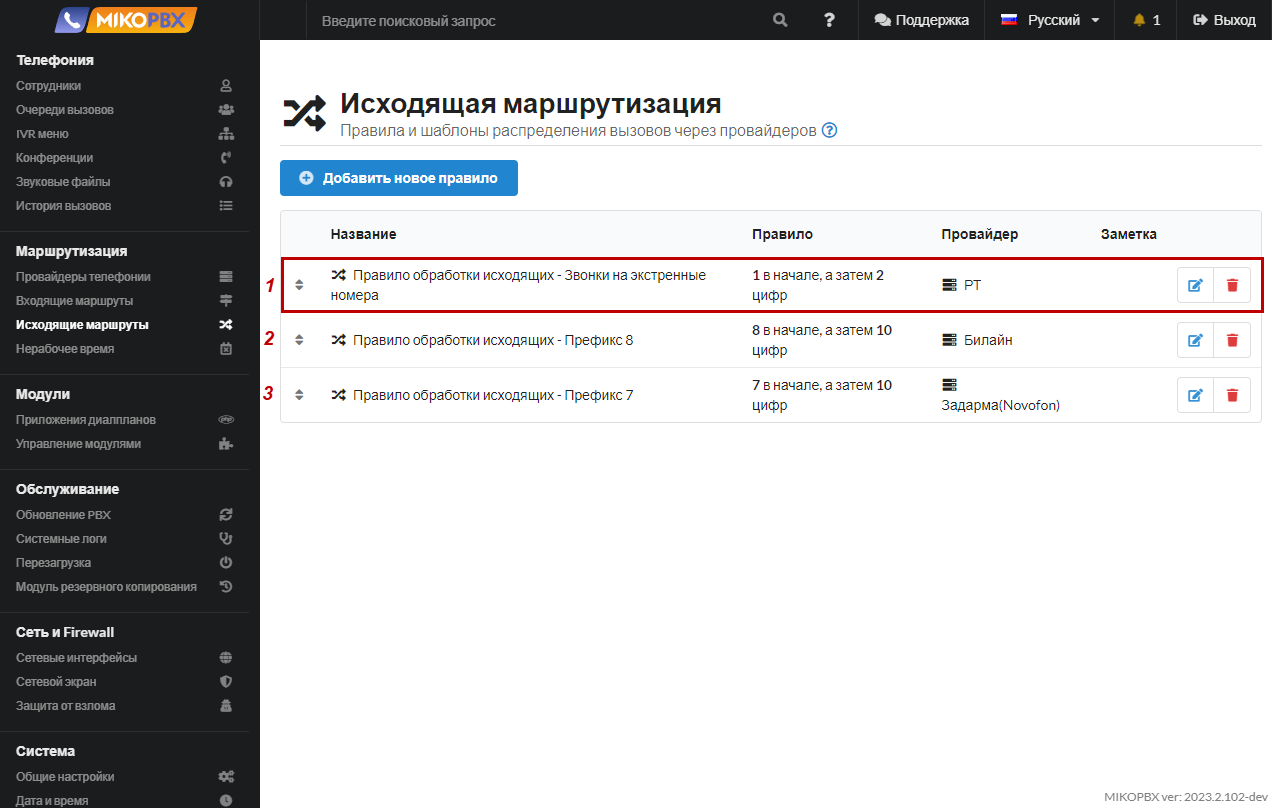 MIKOPBX
Введите поисковый запрос
?
Поддержка
Русский
1
Выход
Телефония
Сотрудники
Очереди вызовов
IVR меню
Конференции
Звуковые файлы
История вызовов
Маршрутизация
Провайдеры телефонии
Входящие маршруты
Исходящие маршруты
Нерабочее время
Модули
Приложения диалпланов
Управление модулями
Обслуживание
Обновление PBX
Системные логи
Перезагрузка
Модуль резервного копирования
Сеть и Firewall
Сетевые интерфейсы
Сетевой экран
Защита от взлома
Система
Общие настройки
Дата и время
Исходящая маршрутизация
Правила и шаблоны распределения вызовов через провайдеров ?
Добавить новое правило
Название Правило Провайдер Заметка
1 Правило обработки исходящих - Звонки на экстренные 1 в начале, а затем 2 РТ
номера цифр
2 Правило обработки исходящих - Префикс 8 8 в начале, а затем 10 Билайн
цифр
3 Правило обработки исходящих - Префикс 7 7 в начале, а затем 10
цифр Задарма(Novofon)
MIKOPBX ver: 2023.2.102-dev